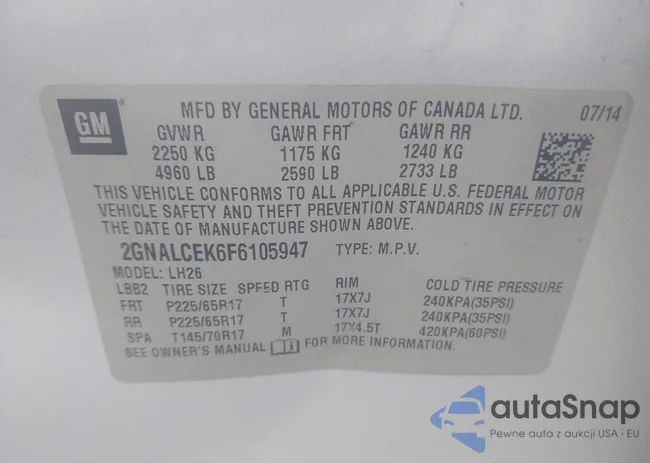 GM
MFD BY GENERAL MOTORS OF CANADA LTD. 07/14
GVWR GAWR FRT GAWR RR
2250 KG 1175 KG 1240 KG
4960 LB 2590 LB 2733 LB
THIS VEHICLE CONFORMS TO ALL APPLICABLE U.S. FEDERAL MOTOR
VEHICLE SAFETY AND THEFT PREVENTION STANDARDS IN EFFECT ON
THE DATE OF MANUFACTURE SHOWN ABOVE.
2GNALCEK6F6105947 TYPE: M.P.V.
MODEL: LH26
LBB2 TIRE SIZE SPEED RTG RIM COLD TIRE PRESSURE
FRT P225/65R17 T 17X7J 240KPA(35PSI)
RR P225/65R17 T 17X7J 240KPA(35PSI)
SPA T145/70R17 M 17X4.5T 420KPA(60PSI)
SEE OWNER'S MANUAL FOR MORE INFORMATION.
autaSnap
Pewne auta z aukcji USA i EU